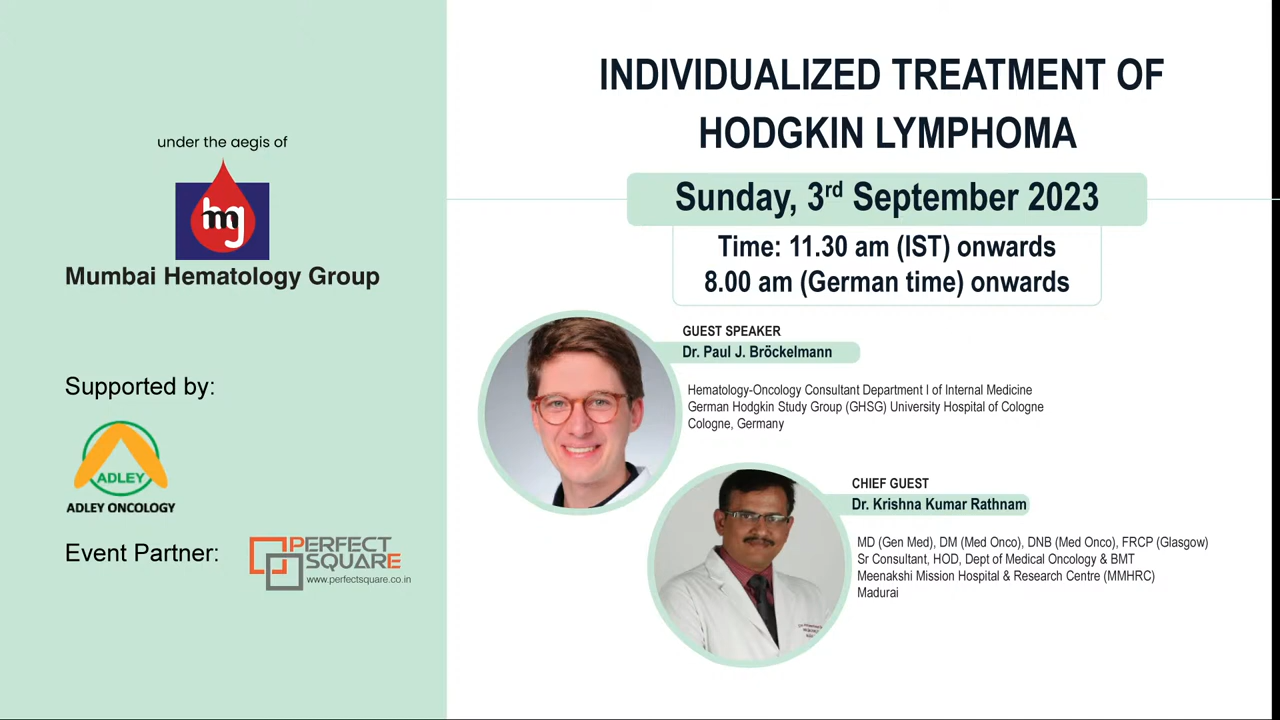 under the aegis of
mhg
Mumbai Hematology Group
Supported by:
ADLEY
ADLEY ONCOLOGY
Event Partner:
PERFECT
SQUARE
www.perfectsquare.co.in
INDIVIDUALIZED TREATMENT OF
HODGKIN LYMPHOMA
Sunday, 3rd September 2023
Time: 11.30 am (IST) onwards
8.00 am (German time) onwards
GUEST SPEAKER
Dr. Paul J. Bröckelmann
Hematology-Oncology Consultant Department I of Internal Medicine
German Hodgkin Study Group (GHSG) University Hospital of Cologne
Cologne, Germany
CHIEF GUEST
Dr. Krishna Kumar Rathnam
MD (Gen Med), DM (Med Onco), DNB (Med Onco), FRCP (Glasgow)
Sr Consultant, HOD, Dept of Medical Oncology & BMT
Meenakshi Mission Hospital & Research Centre (MMHRC)
Madurai